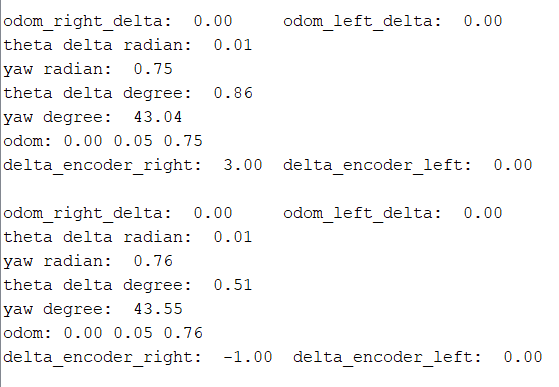 odom_right_delta:  0.00     odom_left_delta:  0.00
theta delta radian:  0.01
yaw radian:  0.75
theta delta degree:  0.86
yaw degree:  43.04
odom: 0.00 0.05 0.75
delta_encoder_right:  3.00  delta_encoder_left:  0.00
odom_right_delta:  0.00     odom_left_delta:  0.00
theta delta radian:  0.01
yaw radian:  0.76
theta delta degree:  0.51
yaw degree:  43.55
odom: 0.00 0.05 0.76
delta_encoder_right:  -1.00  delta_encoder_left:  0.00